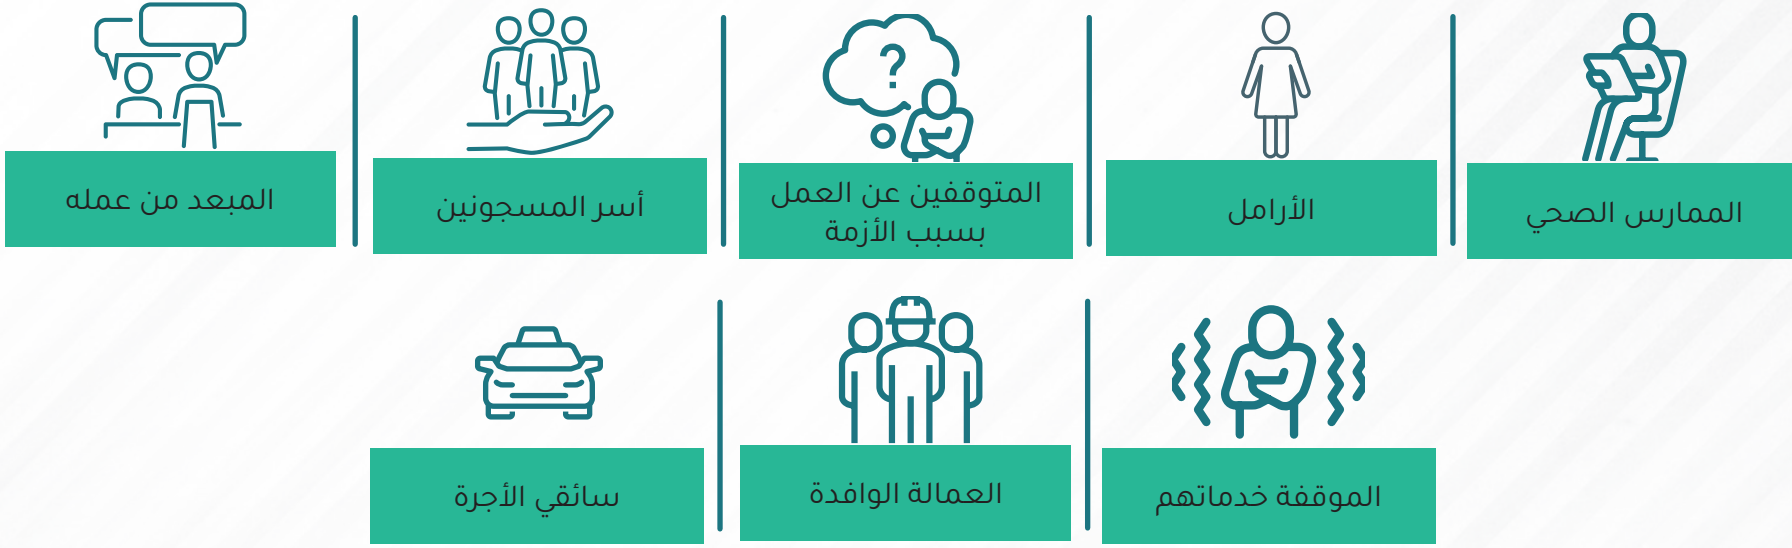 الممارس الصحي
الأرامل
المتوقفين عن العمل
بسبب الأزمة
أسر المسجونين
المبعد من عمله
الموقفة خدماتهم
العمالة الوافدة
سائقي الأجرة
?